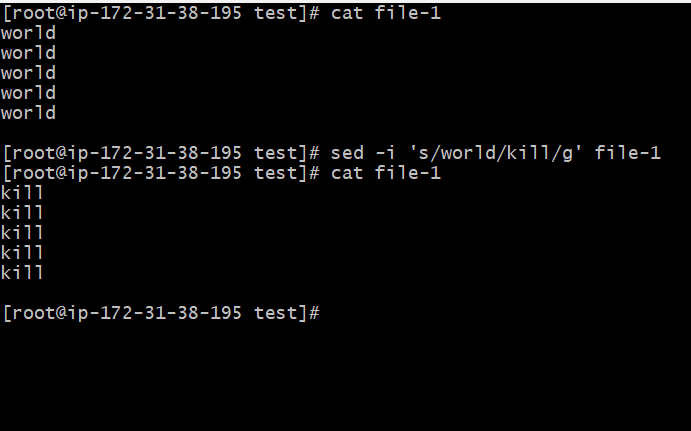 [root@ip-172-31-38-195 test]# cat file-1
world
world
world
world
world
[root@ip-172-31-38-195 test]# sed -i 's/world/kill/g' file-1
[root@ip-172-31-38-195 test]# cat file-1
kill
kill
kill
kill
kill
[root@ip-172-31-38-195 test]#